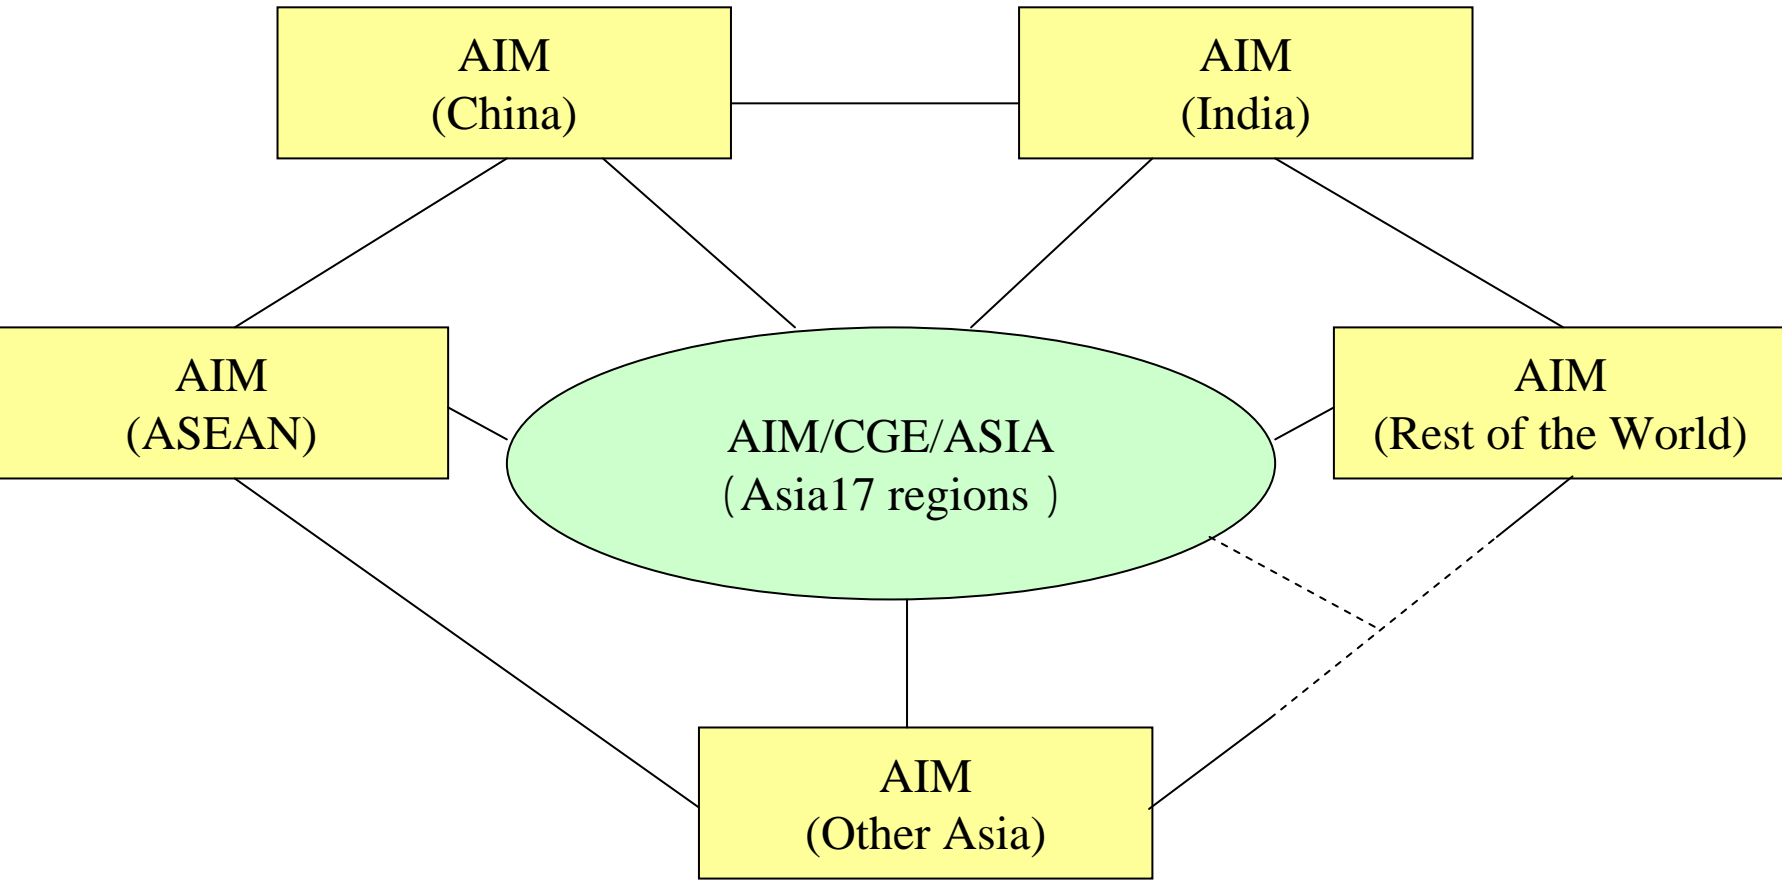 AIM
(China)
AIM
(India)
AIM
(ASEAN)
AIM/CGE/ASIA
(Asia17 regions )
AIM
(Rest of the World)
AIM
(Other Asia)